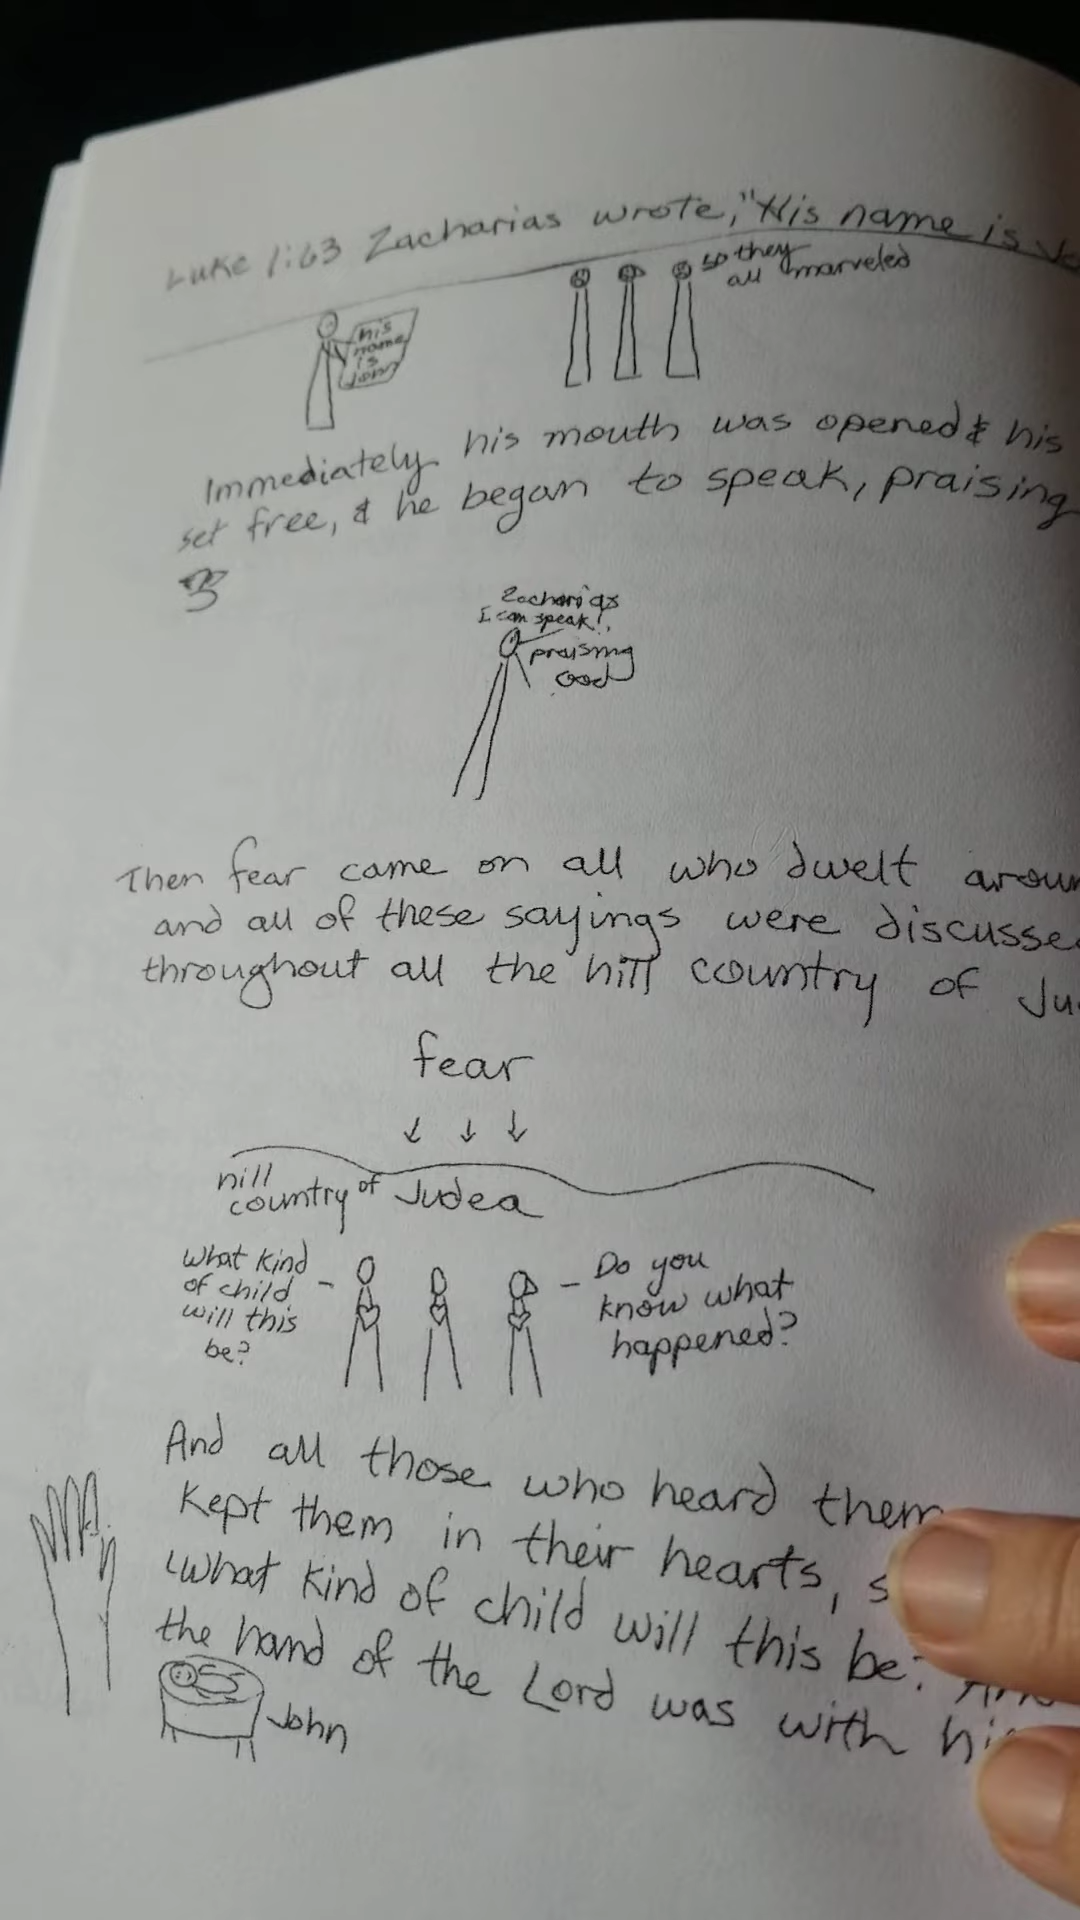 Luke 1:63 Zacharias wrote, "His name is
so they
all marveled
his
name
is
John
Immediately his mouth was opened & his
set free, & he began to speak, praising
Zacharias
I can speak!
praising
God
Then fear came on all who dwelt
and all of these sayings were
throughout all the hill country of
fear
hill
country of Judea
What kind
of child
will this
be?
Do you
know what
happened?
And all those who heard
kept them in their hearts,
what kind of child will this be?
the hand of the Lord was with
John